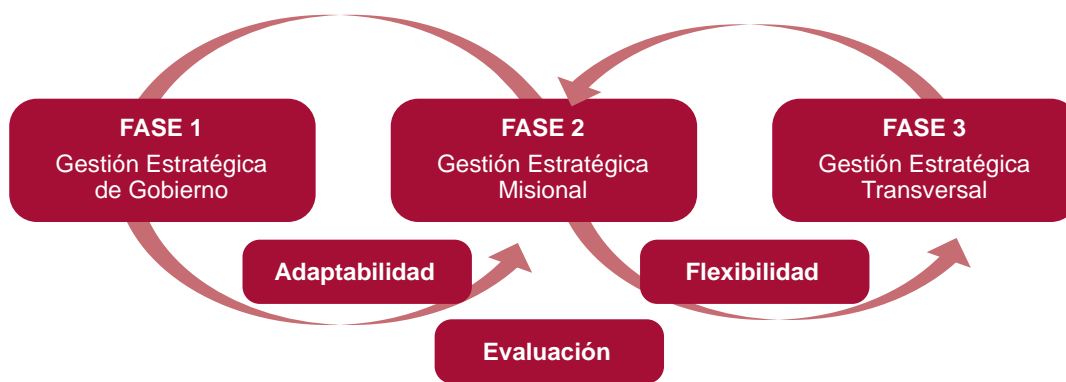 FASE 1
Gestión Estratégica
de Gobierno
FASE 2
Gestión Estratégica
Misional
FASE 3
Gestión Estratégica
Transversal
Adaptabilidad
Flexibilidad
Evaluación